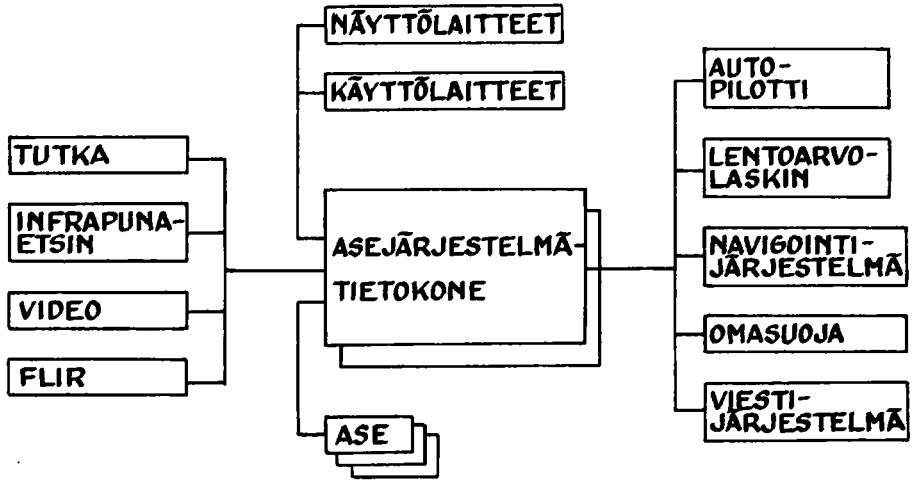 NÄYTTÖLAITTEET
KÄYTTÖLAITTEET
TUTKA
INFRAPUNA-
ETSIN
VIDEO
FLIR
ASEJÄRJESTELMÄ-
TIETOKONE
ASE
AUTO-
PILOTTI
LENTOARVO-
LASKIN
NAVIGOINTI-
JÄRJESTELMÄ
OMASUOJA
VIESTI-
JÄRJESTELMÄ